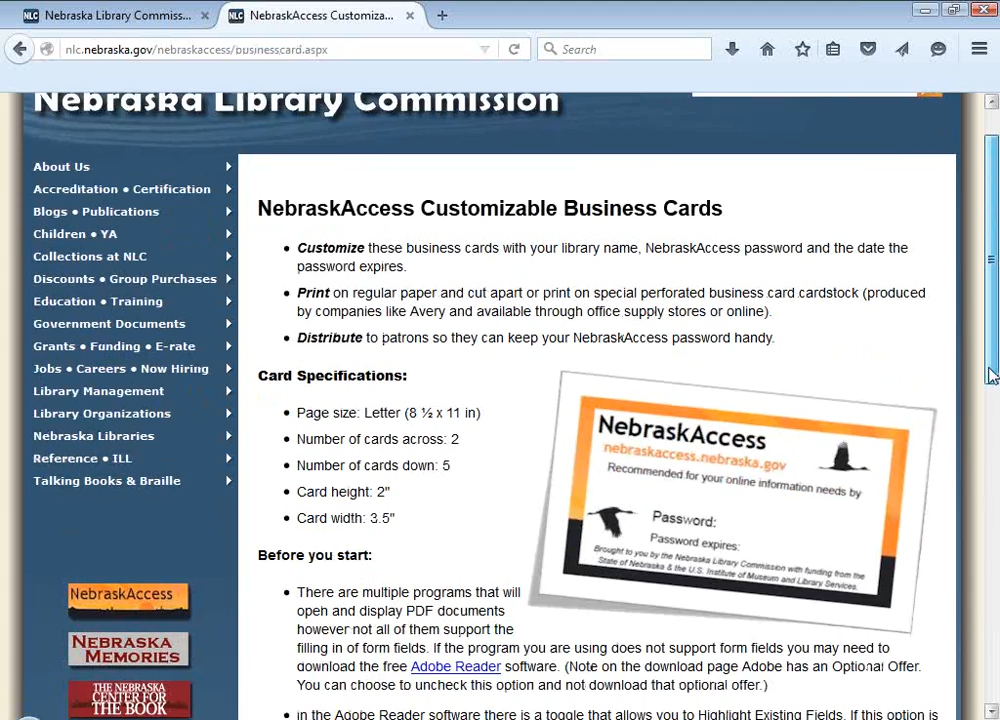 NLC Nebraska Library Commiss... × NLC NebraskAccess Customiza... × +
nlc.nebraska.gov/nebraskaccess/businesscard.aspx Search
Nebraska Library Commission
About Us
Accreditation • Certification
Blogs • Publications
Children • YA
Collections at NLC
Discounts • Group Purchases
Education • Training
Government Documents
Grants • Funding • E-rate
Jobs • Careers • Now Hiring
Library Management
Library Organizations
Nebraska Libraries
Reference • ILL
Talking Books & Braille
NebraskAccess
NEBRASKA
MEMORIES
THE NEBRASKA
CENTER FOR
THE BOOK
NebraskAccess Customizable Business Cards
• Customize these business cards with your library name, NebraskAccess password and the date the
password expires.
• Print on regular paper and cut apart or print on special perforated business card cardstock (produced
by companies like Avery and available through office supply stores or online).
• Distribute to patrons so they can keep your NebraskAccess password handy.
Card Specifications:
• Page size: Letter (8 ½ x 11 in)
• Number of cards across: 2
• Number of cards down: 5
• Card height: 2"
• Card width: 3.5"
NebraskAccess
nebraskaccess.nebraska.gov
Recommended for your online information needs by
Password:
Password expires:
Brought to you by the Nebraska Library Commission with funding from the
State of Nebraska & the U.S. Institute of Museum and Library Services.
Before you start:
• There are multiple programs that will
open and display PDF documents
however not all of them support the
filling in of form fields. If the program you are using does not support form fields you may need to
download the free Adobe Reader software. (Note on the download page Adobe has an Optional Offer.
You can choose to uncheck this option and not download that optional offer.)
• in the Adobe Reader software there is a toggle that allows you to Highlight Existing Fields. If this option is